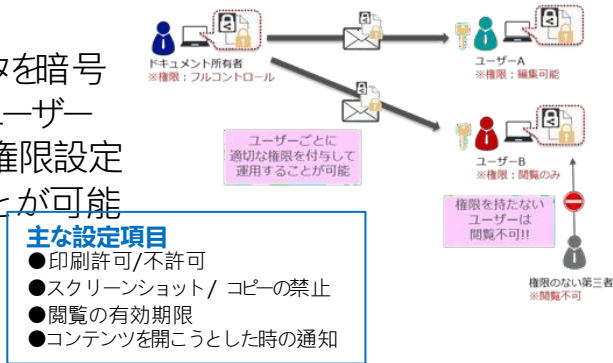 タを暗号
ユーザー
権限設定
とが可能
ドキュメント所有者
※権限：フルコントロール
ユーザーA
※権限：編集可能
ユーザーごとに
適切な権限を付与して
運用することが可能
ユーザーB
※権限：閲覧のみ
権限を持たない
ユーザーは
閲覧不可!!
権限のない第三者
※閲覧不可
主な設定項目
●印刷許可/不許可
●スクリーンショット/ コピーの禁止
●閲覧の有効期限
●コンテンツを開こうとした時の通知